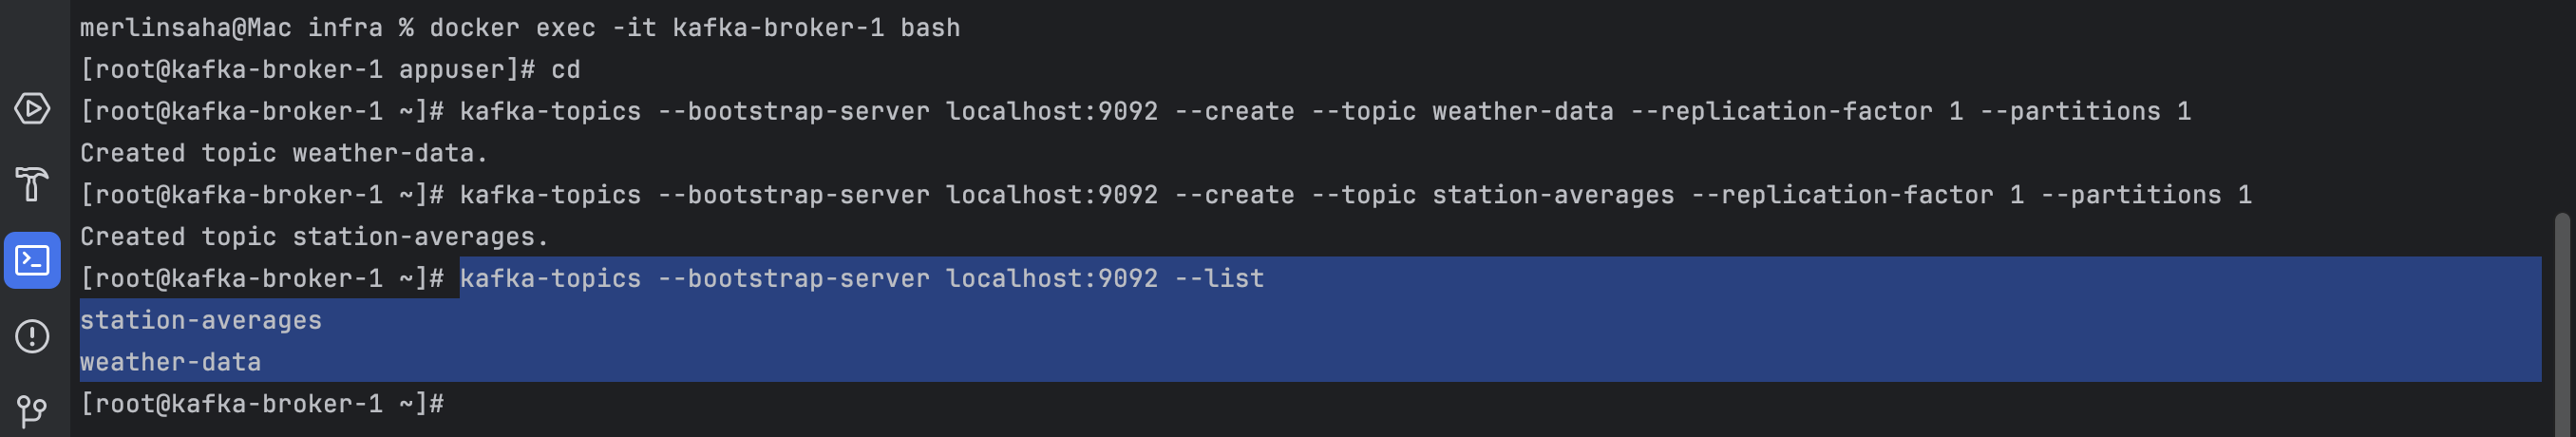 merlinsaha@Mac infra % docker exec -it kafka-broker-1 bash
[root@kafka-broker-1 appuser]# cd
[root@kafka-broker-1 ~]# kafka-topics --bootstrap-server localhost:9092 --create --topic weather-data --replication-factor 1 --partitions 1
Created topic weather-data.
[root@kafka-broker-1 ~]# kafka-topics --bootstrap-server localhost:9092 --create --topic station-averages --replication-factor 1 --partitions 1
Created topic station-averages.
[root@kafka-broker-1 ~]# kafka-topics --bootstrap-server localhost:9092 --list
station-averages
weather-data
[root@kafka-broker-1 ~]#